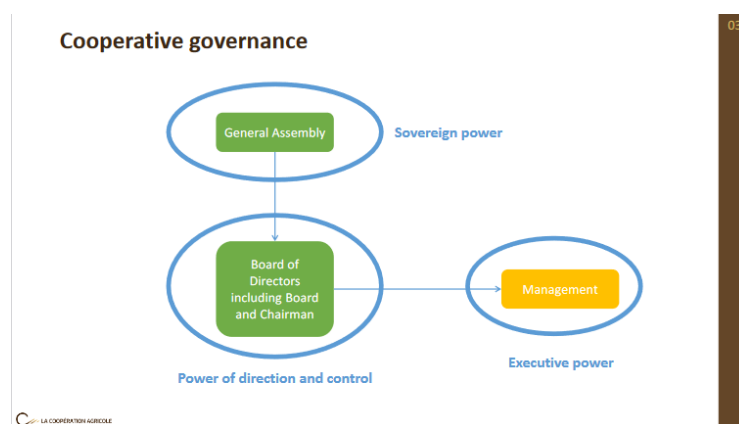 03
Cooperative governance
General Assembly
Sovereign power
Board of
Directors
including Board
and Chairman
Management
Power of direction and control
Executive power
LA COOPÉRATION AGRICOLE